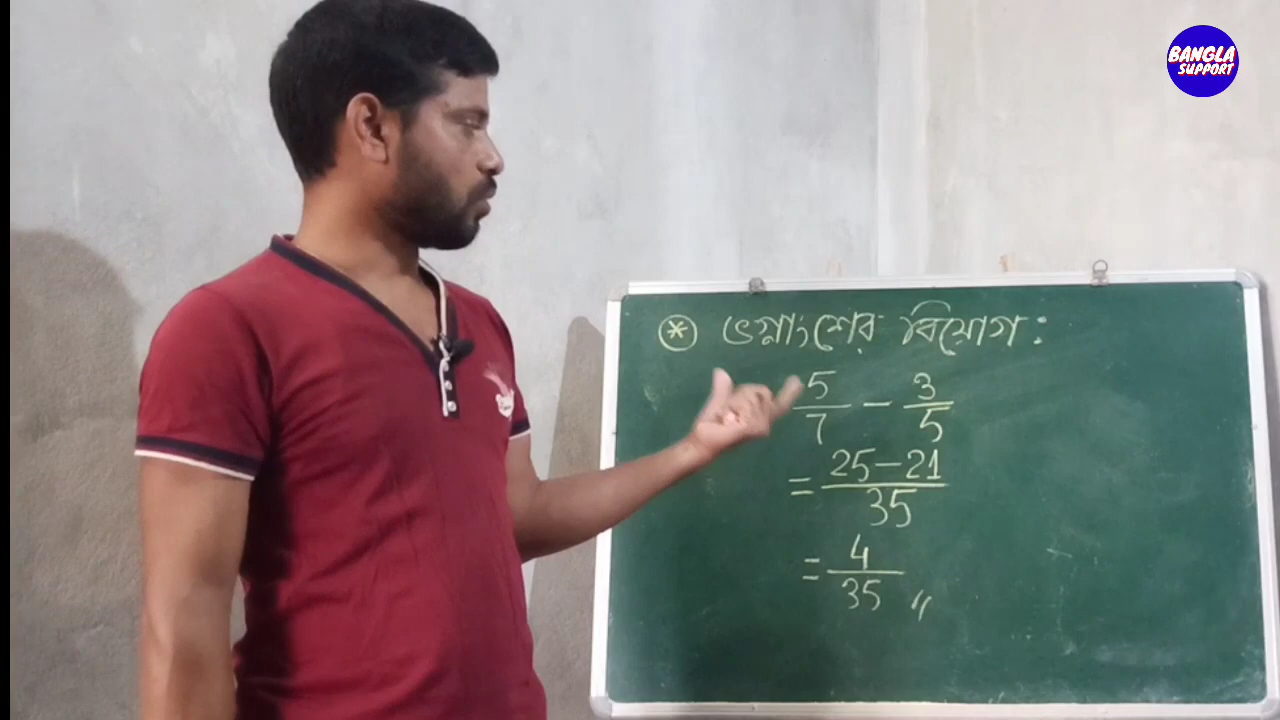 BANGLA
SUPPORT
* ভগ্নাংশের বিয়োগ:
5/7 - 3/5
= 25-21/35
= 4/35 "